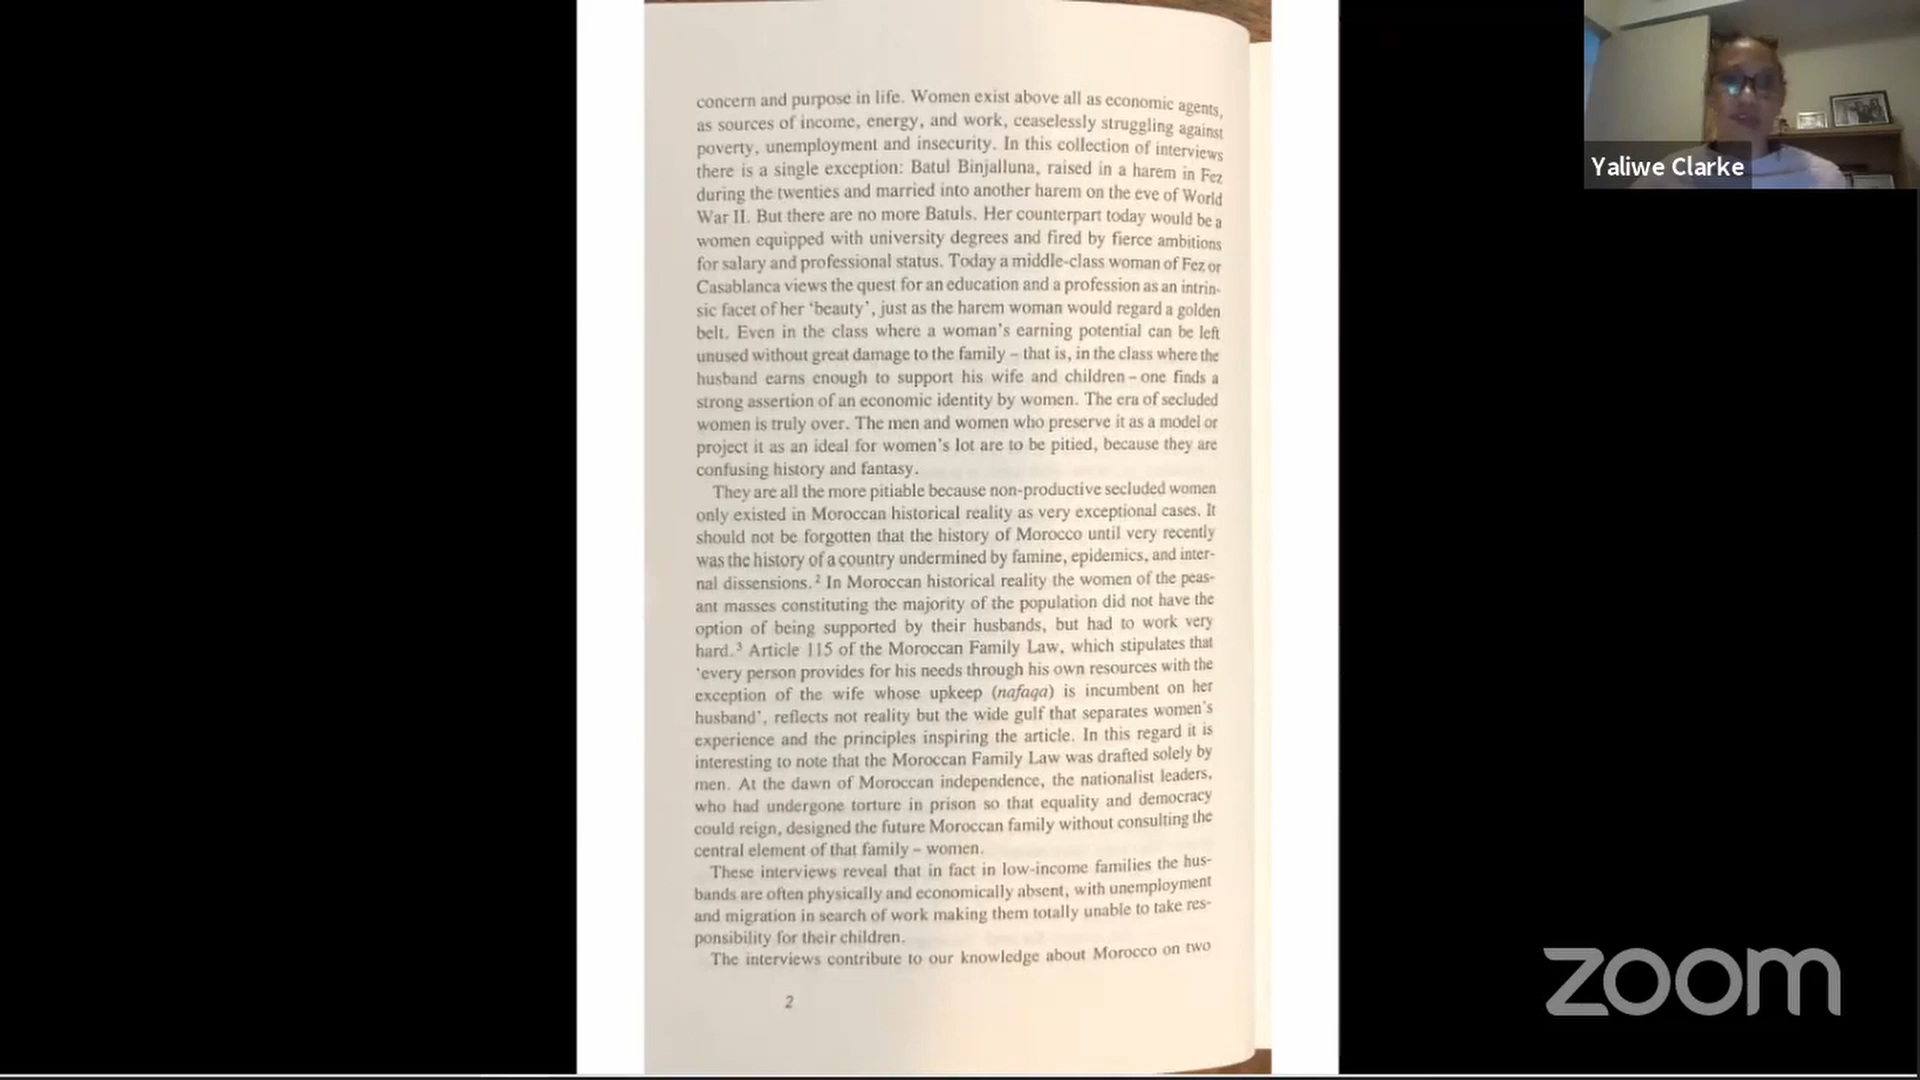 concern and purpose in life. Women exist above all as economic agents,
as sources of income, energy, and work, ceaselessly struggling against
poverty, unemployment and insecurity. In this collection of interviews
there is a single exception: Batul Binjalluna, raised in a harem in Fez
during the twenties and married into another harem on the eve of World
War II. But there are no more Batuls. Her counterpart today would be a
women equipped with university degrees and fired by fierce ambitions
for salary and professional status. Today a middle-class woman of Fez or
Casablanca views the quest for an education and a profession as an intrin-
sic facet of her ‘beauty’, just as the harem woman would regard a golden
belt. Even in the class where a woman’s earning potential can be left
unused without great damage to the family – that is, in the class where the
husband earns enough to support his wife and children – one finds a
strong assertion of an economic identity by women. The era of secluded
women is truly over. The men and women who preserve it as a model or
project it as an ideal for women’s lot are to be pitied, because they are
confusing history and fantasy.
They are all the more pitiable because non-productive secluded women
only existed in Moroccan historical reality as very exceptional cases. It
should not be forgotten that the history of Morocco until very recently
was the history of a country undermined by famine, epidemics, and inter-
nal dissensions.² In Moroccan historical reality the women of the peas-
ant masses constituting the majority of the population did not have the
option of being supported by their husbands, but had to work very
hard.³ Article 115 of the Moroccan Family Law, which stipulates that
‘every person provides for his needs through his own resources with the
exception of the wife whose upkeep (nafaqa) is incumbent on her
husband’, reflects not reality but the wide gulf that separates women’s
experience and the principles inspiring the article. In this regard it is
interesting to note that the Moroccan Family Law was drafted solely by
men. At the dawn of Moroccan independence, the nationalist leaders,
who had undergone torture in prison so that equality and democracy
could reign, designed the future Moroccan family without consulting the
central element of that family – women.
These interviews reveal that in fact in low-income families the hus-
bands are often physically and economically absent, with unemployment
and migration in search of work making them totally unable to take res-
ponsibility for their children.
The interviews contribute to our knowledge about Morocco on two
2
Yaliwe Clarke
zoom